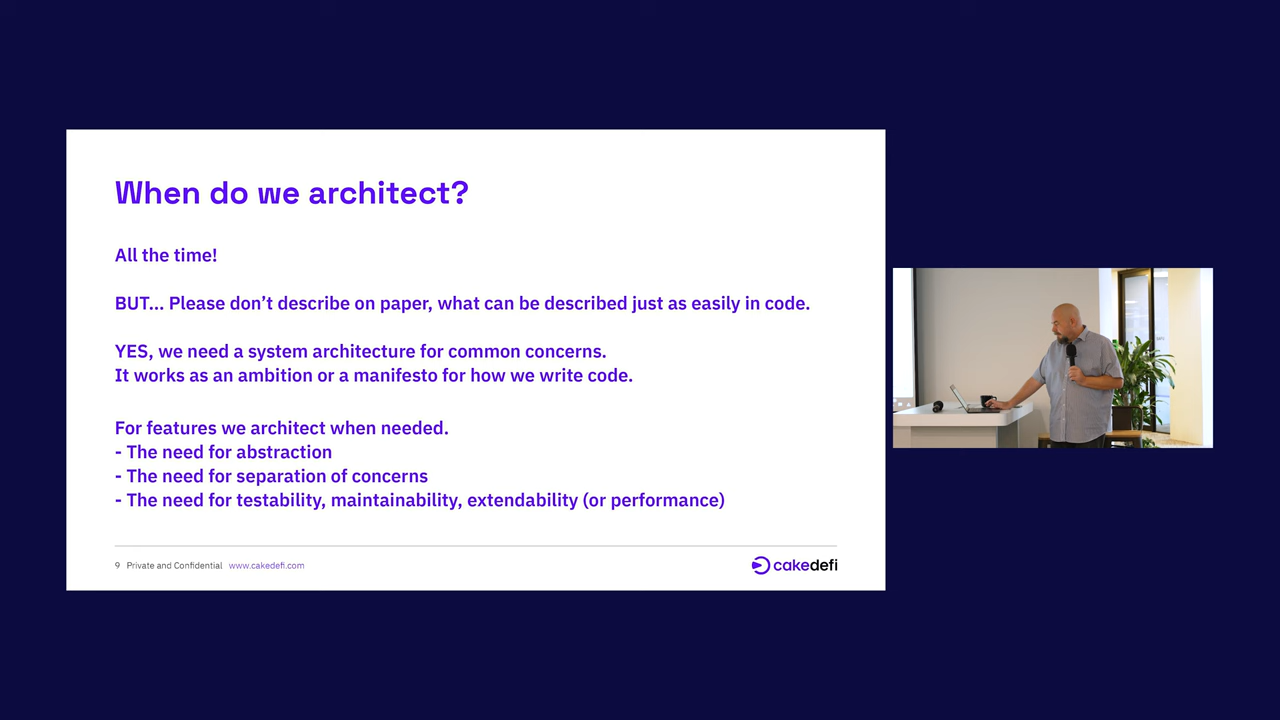 When do we architect?
All the time!
BUT... Please don’t describe on paper, what can be described just as easily in code.
YES, we need a system architecture for common concerns.
It works as an ambition or a manifesto for how we write code.
For features we architect when needed.
- The need for abstraction
- The need for separation of concerns
- The need for testability, maintainability, extendability (or performance)
9 Private and Confidential www.cakedefi.com
cakedefi